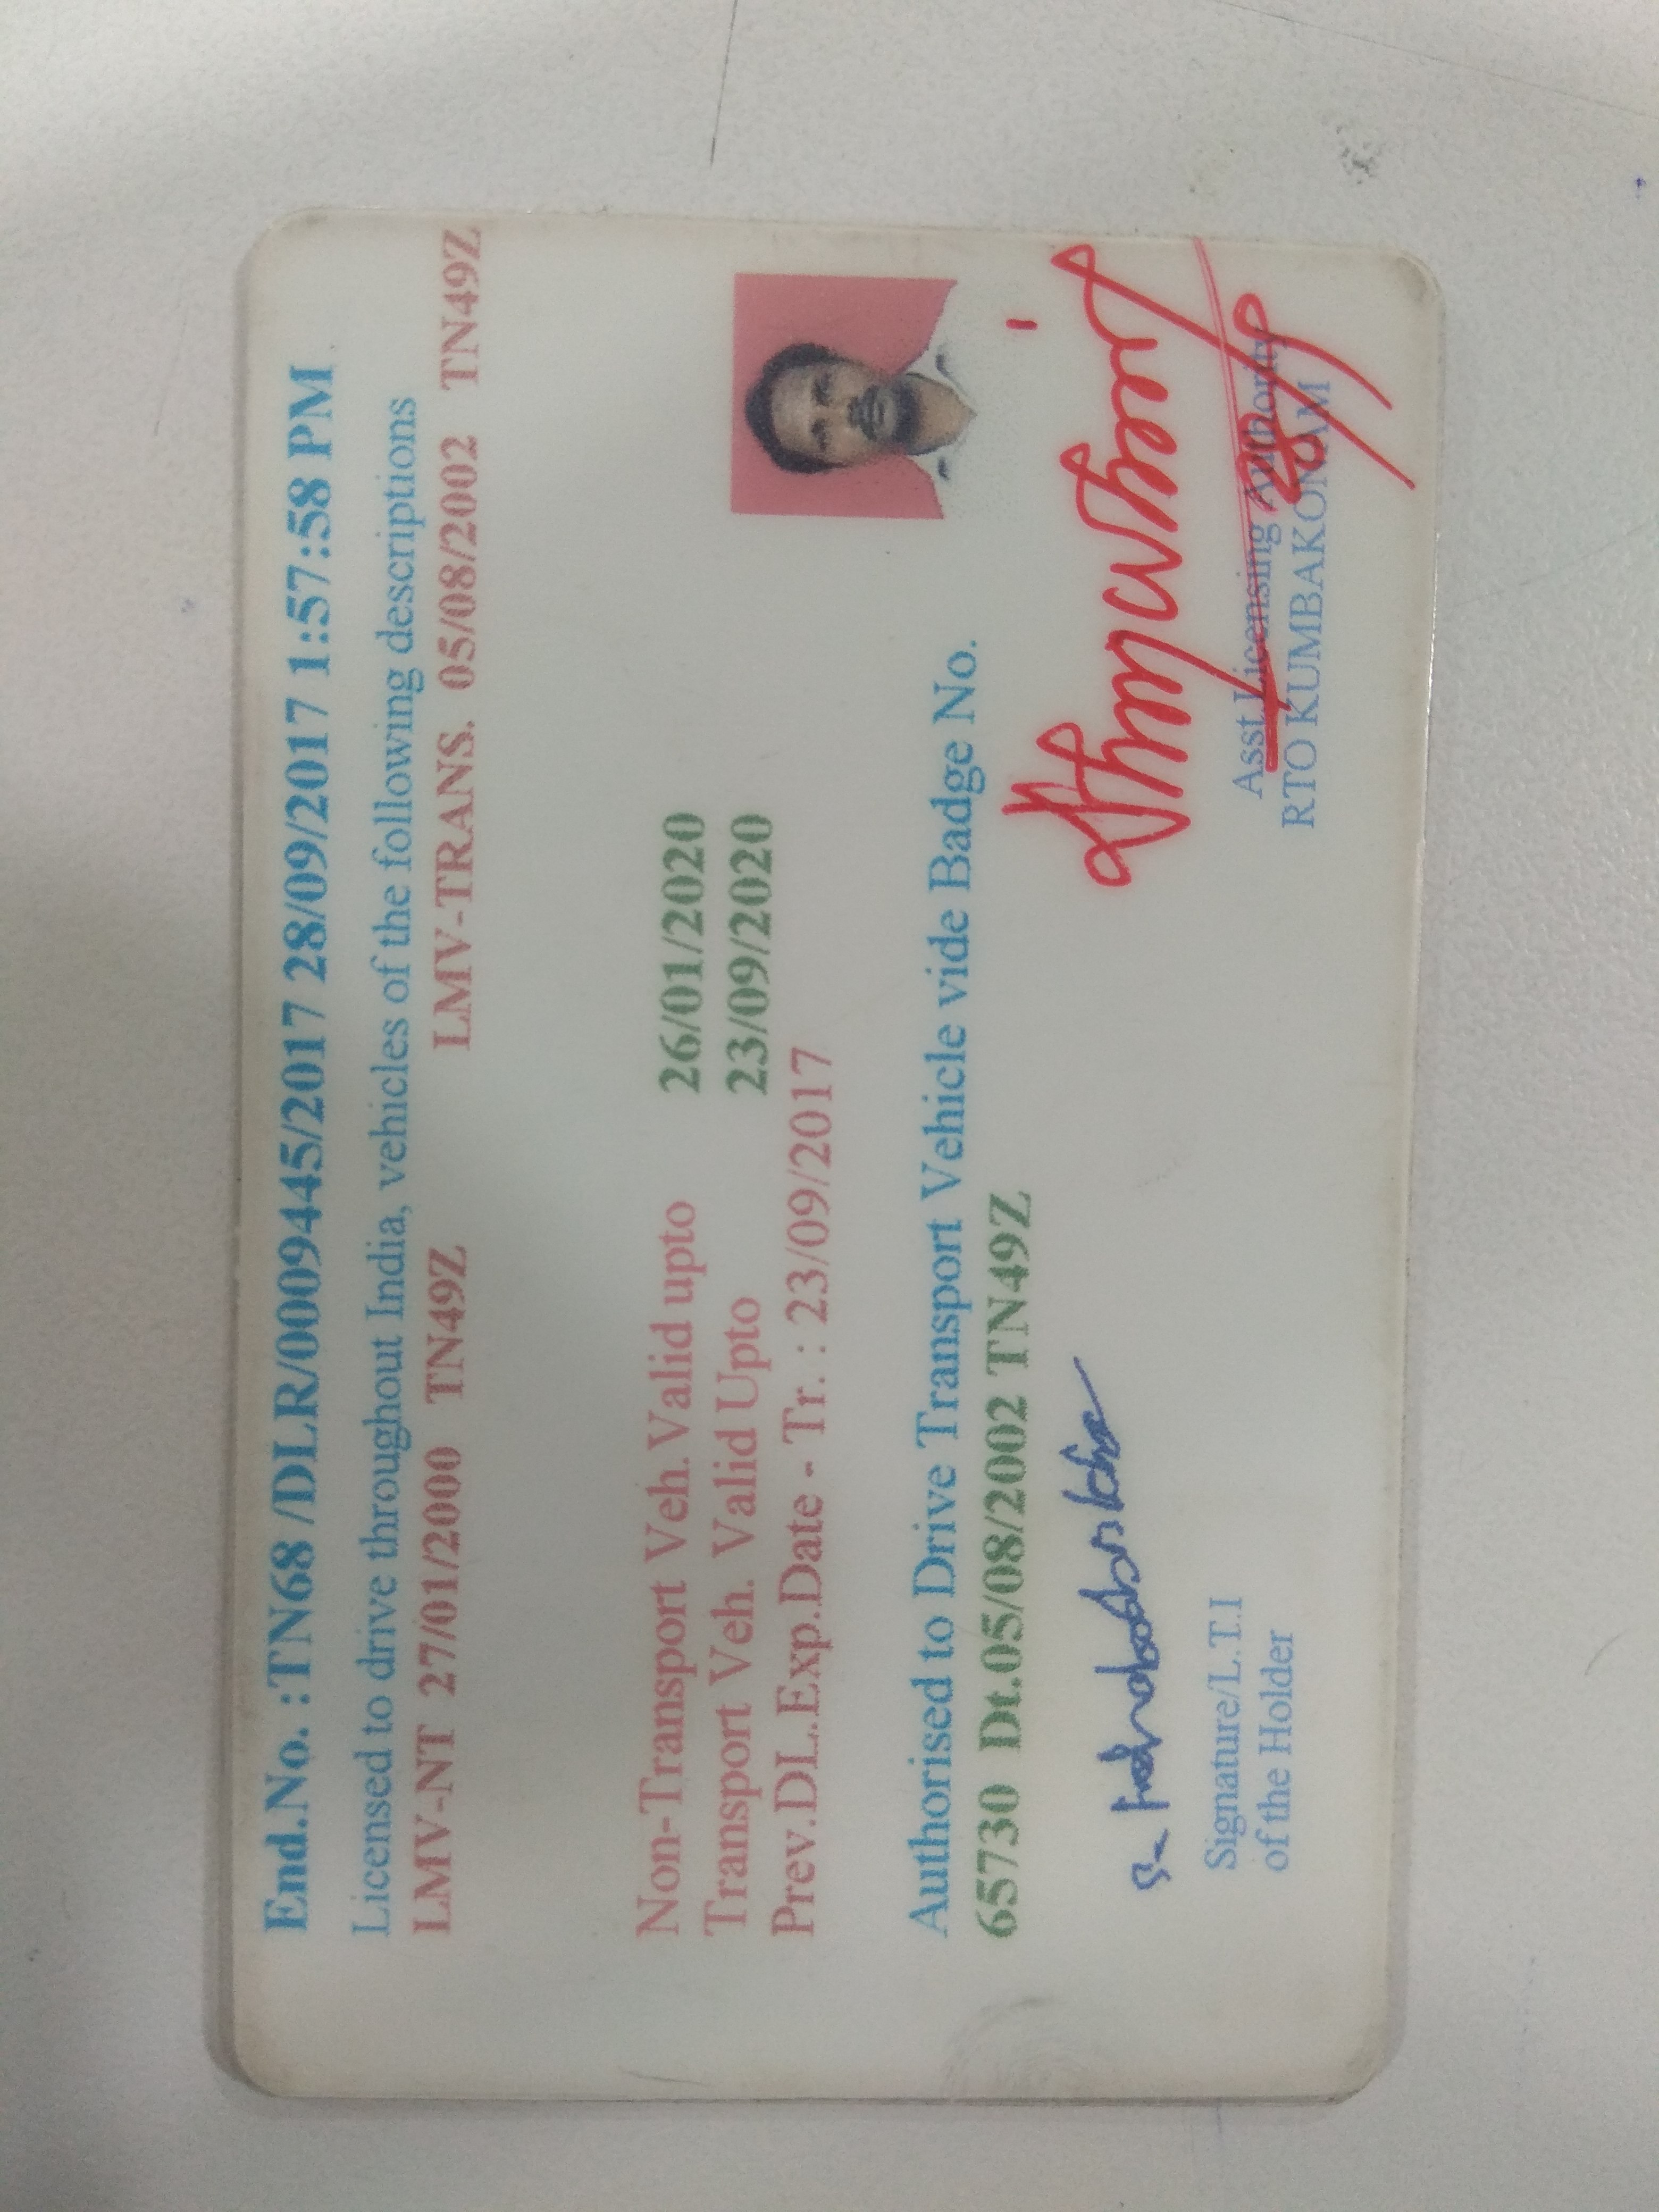 End.No. :TN68 /DLR/0009445/2017 28/09/2017 1:57:58 PM
Licensed to drive throughout India, vehicles of the following descriptions
LMV-NT 27/01/2000 TN49Z LMV-TRANS. 05/08/2002 TN49Z
Non-Transport Veh. Valid upto 26/01/2020
Transport Veh. Valid Upto 23/09/2020
Prev.DL.Exp.Date - Tr. : 23/09/2017
Authorised to Drive Transport Vehicle vide Badge No.
65730 Dt.05/08/2002 TN49Z
Signature/L.T.I
of the Holder
Asst Licensing Authority
RTO KUMBAKONAM